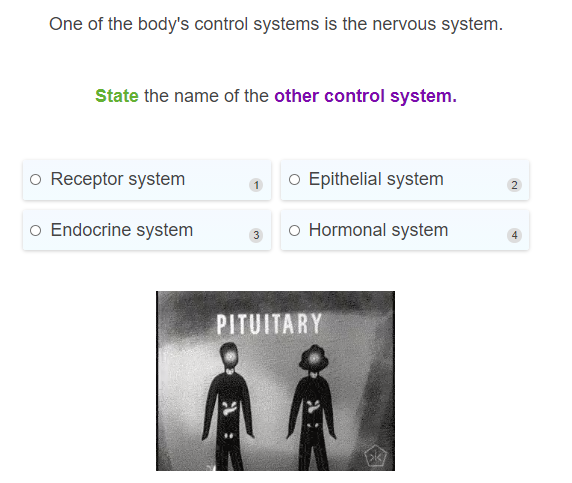 One of the body's control systems is the nervous system.
State the name of the other control system.
Receptor system
1
Epithelial system
2
Endocrine system
3
Hormonal system
4
PITUITARY